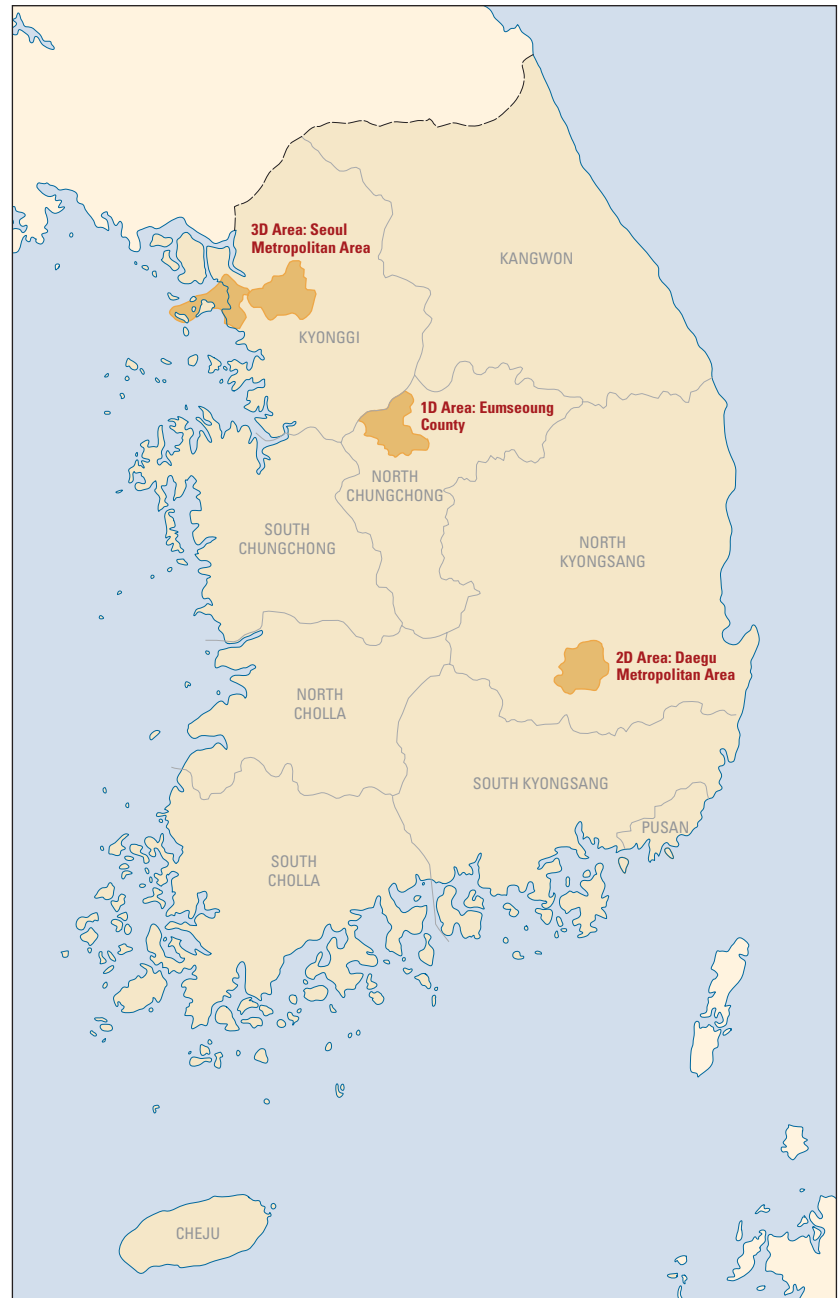 3D Area: Seoul
Metropolitan Area
KANGWON
KYONGGI
1D Area: Eumseoung
County
NORTH
CHUNGCHONG
SOUTH
CHUNGCHONG
NORTH
KYONGSANG
2D Area: Daegu
Metropolitan Area
NORTH
CHOLLA
SOUTH KYONGSANG
PUSAN
SOUTH
CHOLLA
CHEJU